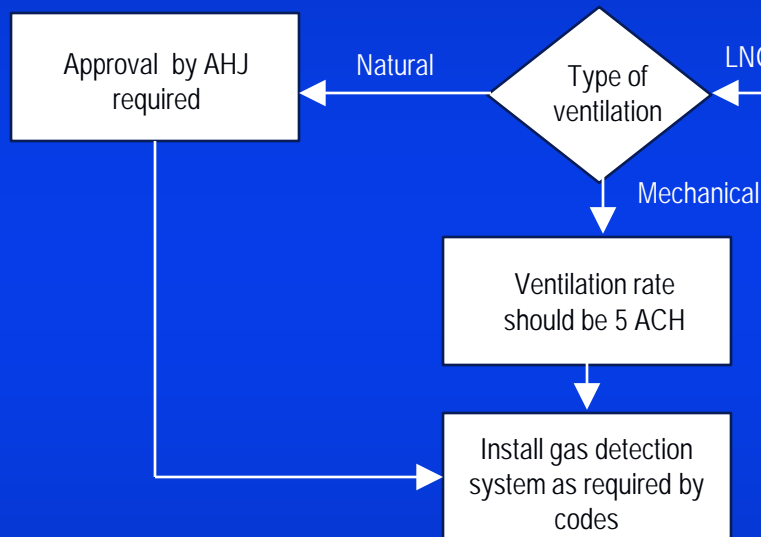 Approval by AHJ
required
Natural
Type of
ventilation
Mechanical
Ventilation rate
should be 5 ACH
Install gas detection
system as required by
codes